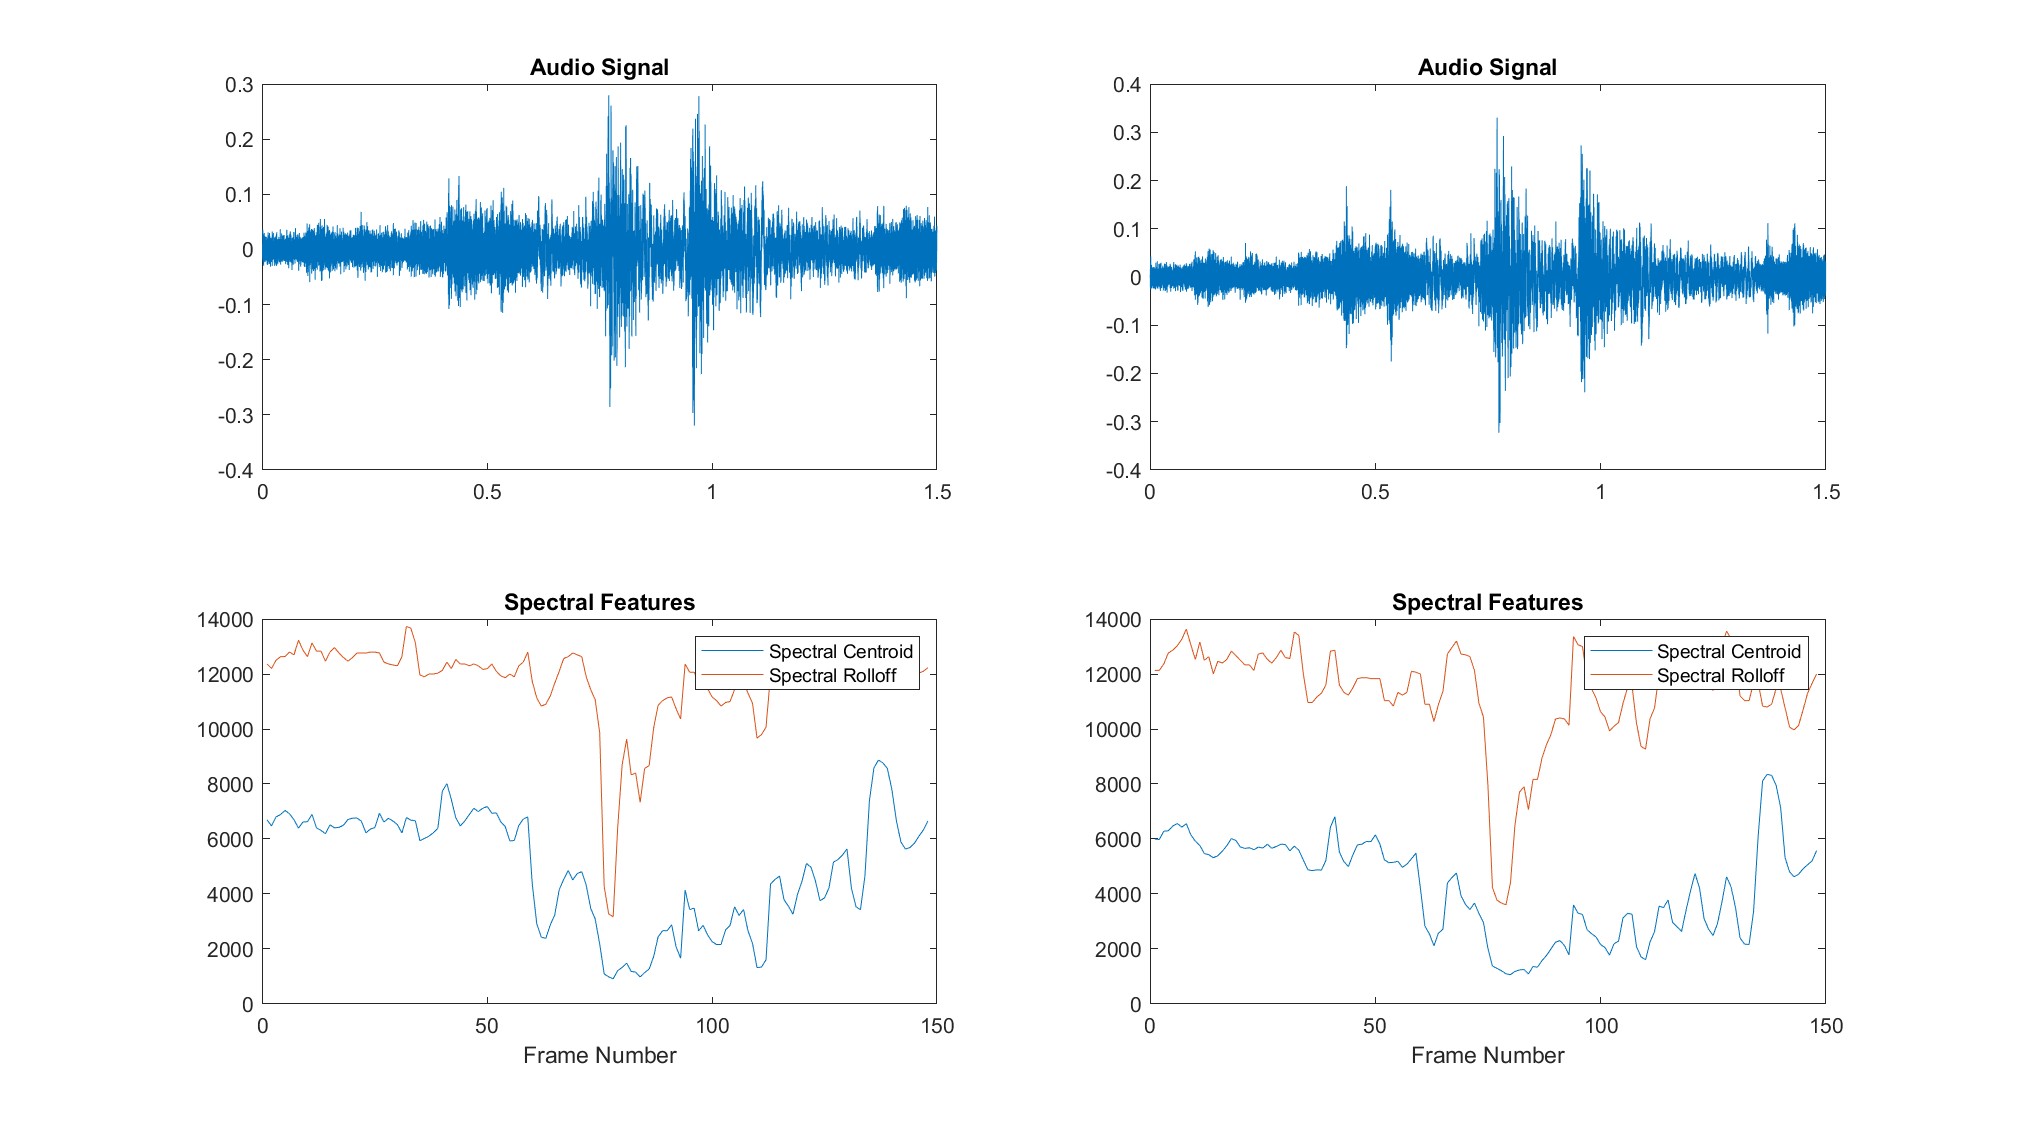 Audio Signal
0.3
0.2
0.1
0
-0.1
-0.2
-0.3
-0.4
0 0.5 1 1.5
Audio Signal
0.4
0.3
0.2
0.1
0
-0.1
-0.2
-0.3
-0.4
0 0.5 1 1.5
Spectral Features
14000
12000
10000
8000
6000
4000
2000
0
Spectral Centroid
Spectral Rolloff
0 50 100 150
Frame Number
Spectral Features
14000
12000
10000
8000
6000
4000
2000
0
Spectral Centroid
Spectral Rolloff
0 50 100 150
Frame Number